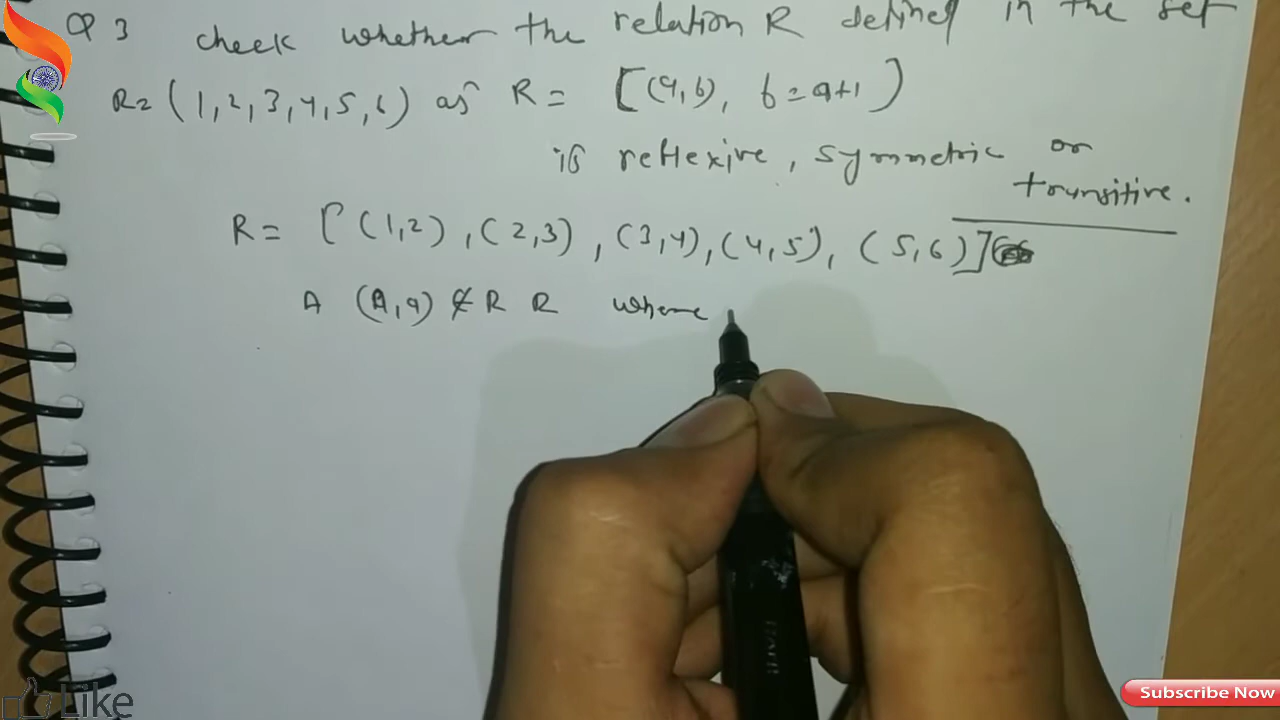 Q 3 check whether the relation R defined in the set
R= (1,2,3,4,5,6) as R= [(a,b), b=a+1)
is reflexive, symmetric or
transitive.
R= [(1,2),(2,3),(3,4),(4,5),(5,6)]
A (A,a) ∉ R R where
Like
Subscribe Now